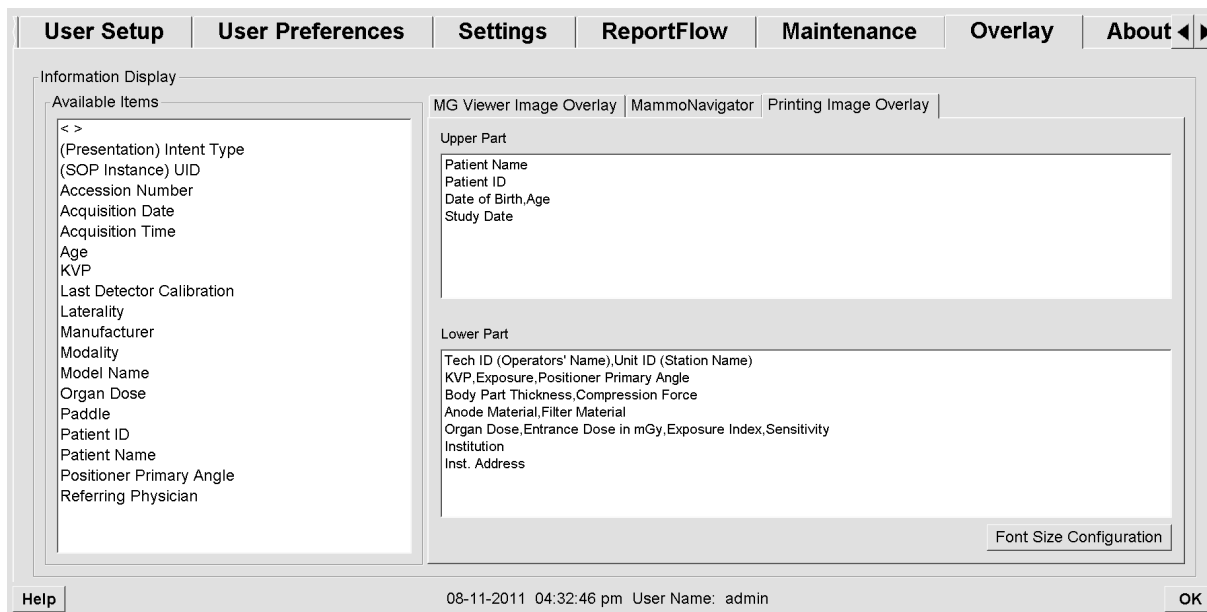 User Setup User Preferences Settings ReportFlow Maintenance Overlay About
Information Display
Available Items
< >
(Presentation) Intent Type
(SOP Instance) UID
Accession Number
Acquisition Date
Acquisition Time
Age
KVP
Last Detector Calibration
Laterality
Manufacturer
Modality
Model Name
Organ Dose
Paddle
Patient ID
Patient Name
Positioner Primary Angle
Referring Physician
MG Viewer Image Overlay MammoNavigator Printing Image Overlay
Upper Part
Patient Name
Patient ID
Date of Birth,Age
Study Date
Lower Part
Tech ID (Operators' Name),Unit ID (Station Name)
KVP,Exposure,Positioner Primary Angle
Body Part Thickness,Compression Force
Anode Material,Filter Material
Organ Dose,Entrance Dose in mGy,Exposure Index,Sensitivity
Institution
Inst. Address
Font Size Configuration
Help 08-11-2011 04:32:46 pm User Name: admin OK